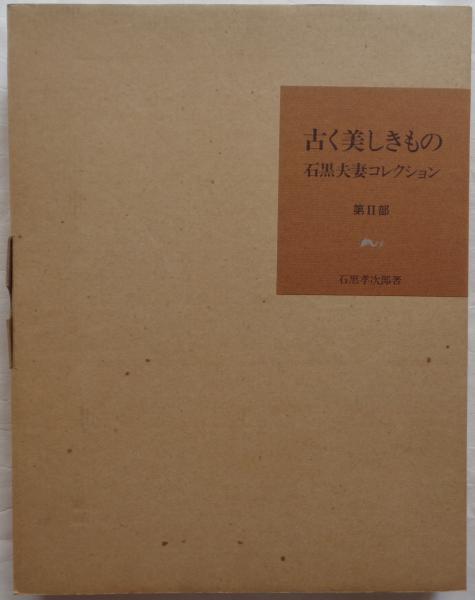 古く美しきもの
石黒夫妻コレクション
第II部
石黒孝次郎著